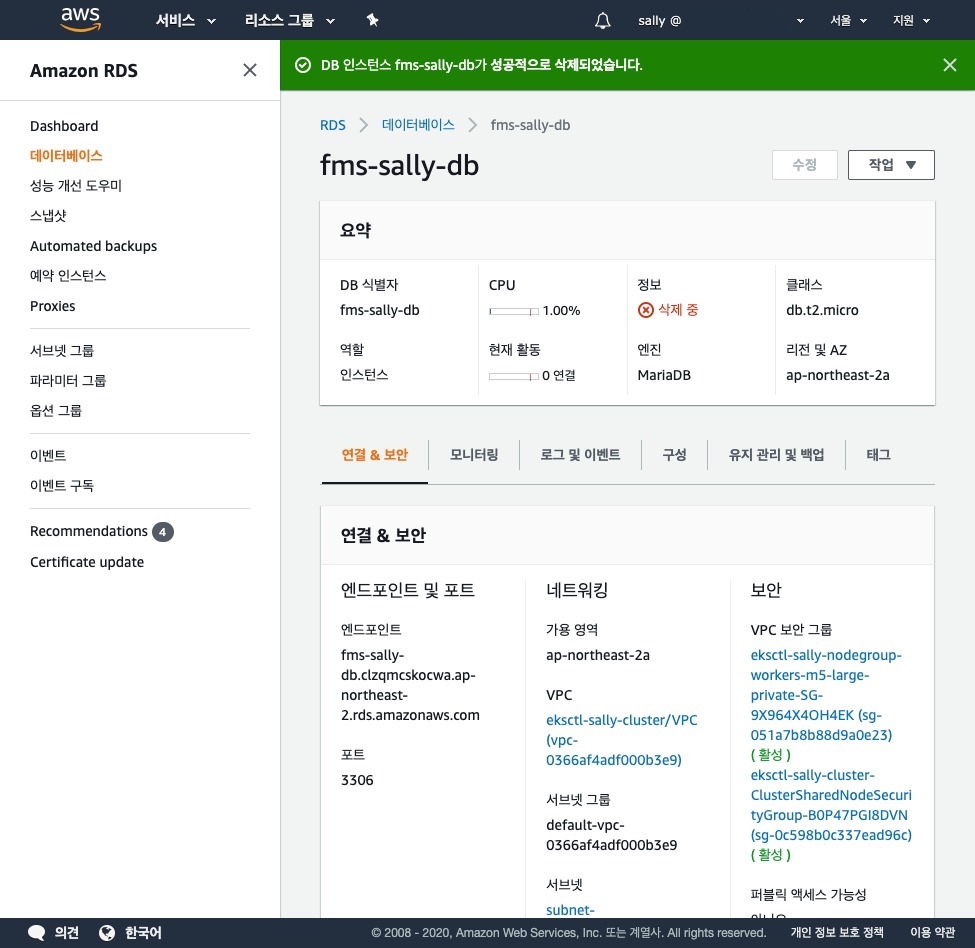 aws 서비스 리소스 그룹 sally @ 서울 지원
Amazon RDS
DB 인스턴스 fms-sally-db가 성공적으로 삭제되었습니다.
Dashboard
데이터베이스
성능 개선 도우미
스냅샷
Automated backups
예약 인스턴스
Proxies
서브넷 그룹
파라미터 그룹
옵션 그룹
이벤트
이벤트 구독
Recommendations 4
Certificate update
RDS 데이터베이스 fms-sally-db
fms-sally-db
수정 작업
요약
DB 식별자
fms-sally-db
역할
인스턴스
CPU
1.00%
현재 활동
0 연결
정보
삭제 중
엔진
MariaDB
클래스
db.t2.micro
리전 및 AZ
ap-northeast-2a
연결 & 보안 모니터링 로그 및 이벤트 구성 유지 관리 및 백업 태그
연결 & 보안
엔드포인트 및 포트
엔드포인트
fms-sally-
db.clzqmcskocwa.ap-
northeast-
2.rds.amazonaws.com
포트
3306
네트워킹
가용 영역
ap-northeast-2a
VPC
eksctl-sally-cluster/VPC
(vpc-
0366af4adf000b3e9)
서브넷 그룹
default-vpc-
0366af4adf000b3e9
서브넷
subnet-
보안
VPC 보안 그룹
eksctl-sally-nodegroup-
workers-m5-large-
private-SG-
9X964X4OH4EK (sg-
051a7b8b88d9a0e23)
( 활성 )
eksctl-sally-cluster-
ClusterSharedNodeSecuri
tyGroup-B0P47PGI8DVN
(sg-0c598b0c337ead96c)
( 활성 )
퍼블릭 액세스 가능성
의견 한국어 © 2008 - 2020, Amazon Web Services, Inc. 또는 계열사. All rights reserved. 개인 정보 보호 정책 이용 약관